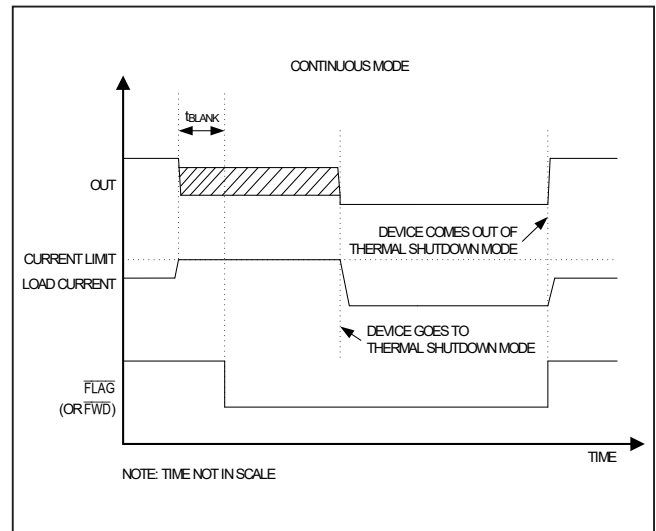 CONTINUOUS MODE
tBLANK
OUT
DEVICE COMES OUT OF
THERMAL SHUTDOWN MODE
CURRENT LIMIT
LOAD CURRENT
DEVICE GOES TO
THERMAL SHUTDOWN MODE
FLAG
(OR FWD)
TIME
NOTE: TIME NOT IN SCALE